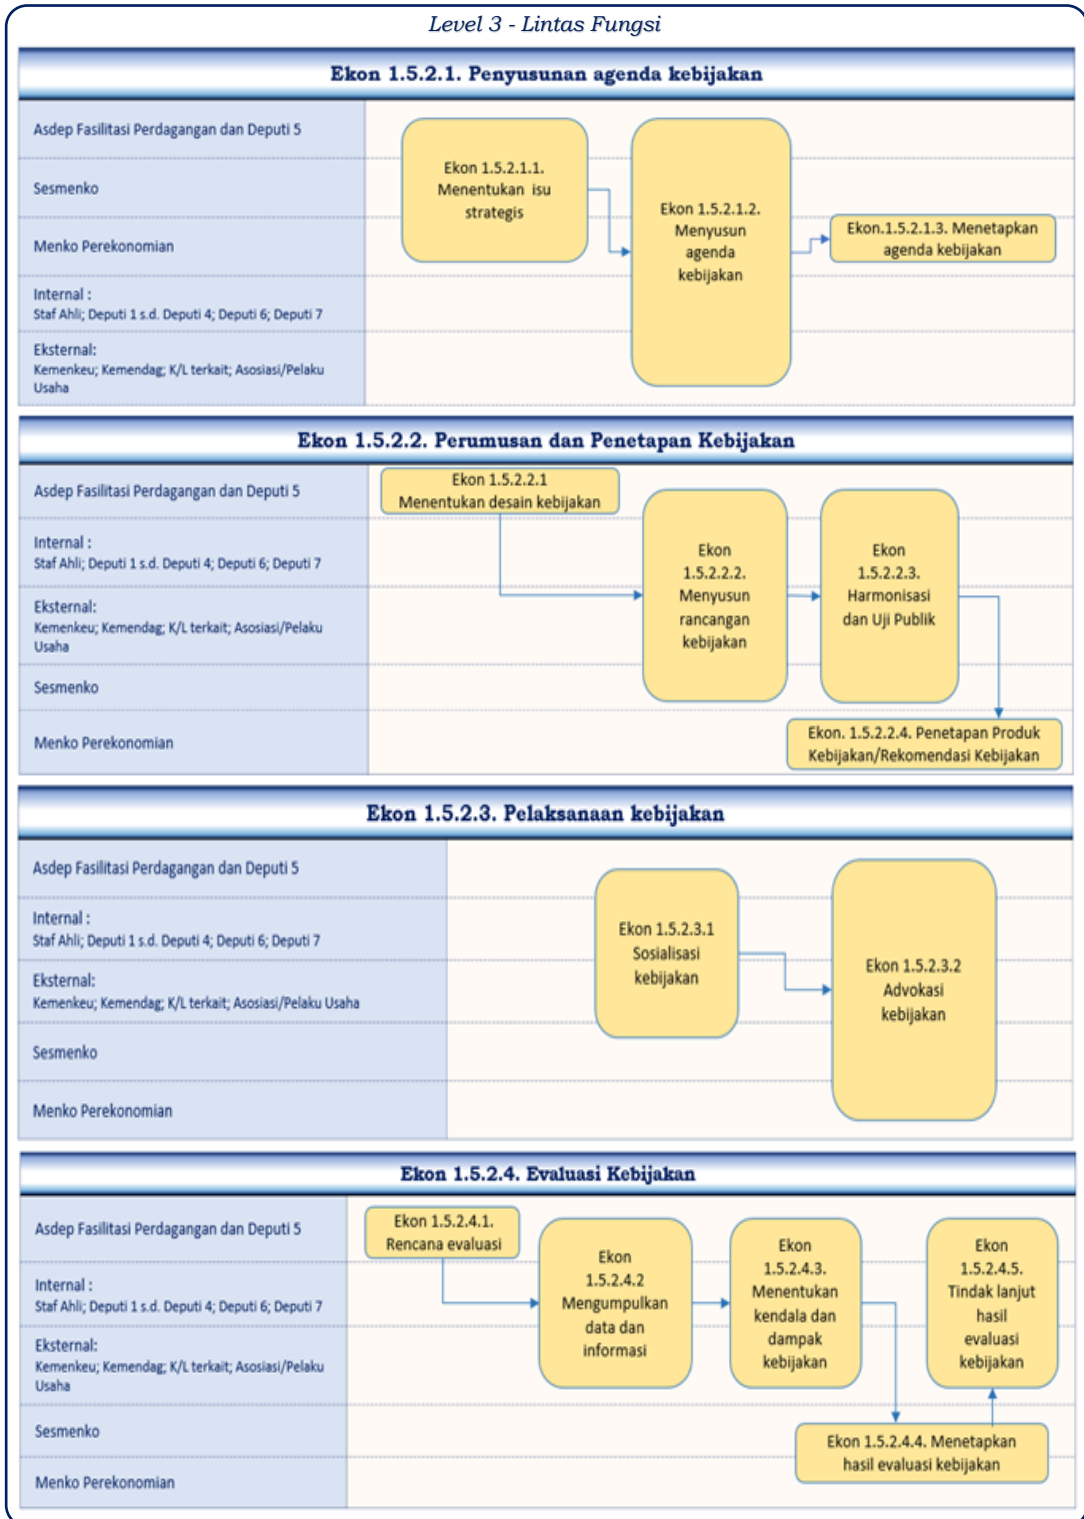 Level 3 - Lintas Fungsi
Ekon 1.5.2.1. Penyusunan agenda kebijakan
Asdep Fasilitasi Perdagangan dan Deputi 5
Sesmenko
Menko Perekonomian
Internal :
Staf Ahli; Deputi 1 s.d. Deputi 4; Deputi 6; Deputi 7
Eksternal:
Kemenkeu; Kemendag; K/L terkait; Asosiasi/Pelaku
Usaha
Ekon 1.5.2.1.1.
Menentukan isu
strategis
Ekon 1.5.2.1.2.
Menyusun
agenda
kebijakan
Ekon.1.5.2.1.3. Menetapkan
agenda kebijakan
Ekon 1.5.2.2. Perumusan dan Penetapan Kebijakan
Asdep Fasilitasi Perdagangan dan Deputi 5
Internal :
Staf Ahli; Deputi 1 s.d. Deputi 4; Deputi 6; Deputi 7
Eksternal:
Kemenkeu; Kemendag; K/L terkait; Asosiasi/Pelaku
Usaha
Sesmenko
Menko Perekonomian
Ekon 1.5.2.2.1
Menentukan desain kebijakan
Ekon
1.5.2.2.2.
Menyusun
rancangan
kebijakan
Ekon
1.5.2.2.3.
Harmonisasi
dan Uji Publik
Ekon. 1.5.2.2.4. Penetapan Produk
Kebijakan/Rekomendasi Kebijakan
Ekon 1.5.2.3. Pelaksanaan kebijakan
Asdep Fasilitasi Perdagangan dan Deputi 5
Internal :
Staf Ahli; Deputi 1 s.d. Deputi 4; Deputi 6; Deputi 7
Eksternal:
Kemenkeu; Kemendag; K/L terkait; Asosiasi/Pelaku Usaha
Sesmenko
Menko Perekonomian
Ekon 1.5.2.3.1
Sosialisasi
kebijakan
Ekon 1.5.2.3.2
Advokasi
kebijakan
Ekon 1.5.2.4. Evaluasi Kebijakan
Asdep Fasilitasi Perdagangan dan Deputi 5
Internal :
Staf Ahli; Deputi 1 s.d. Deputi 4; Deputi 6; Deputi 7
Eksternal:
Kemenkeu; Kemendag; K/L terkait; Asosiasi/Pelaku
Usaha
Sesmenko
Menko Perekonomian
Ekon 1.5.2.4.1.
Rencana evaluasi
Ekon
1.5.2.4.2
Mengumpulkan
data dan
informasi
Ekon
1.5.2.4.3.
Menentukan
kendala dan
dampak
kebijakan
Ekon 1.5.2.4.4. Menetapkan
hasil evaluasi kebijakan
Ekon
1.5.2.4.5.
Tindak lanjut
hasil
evaluasi
kebijakan